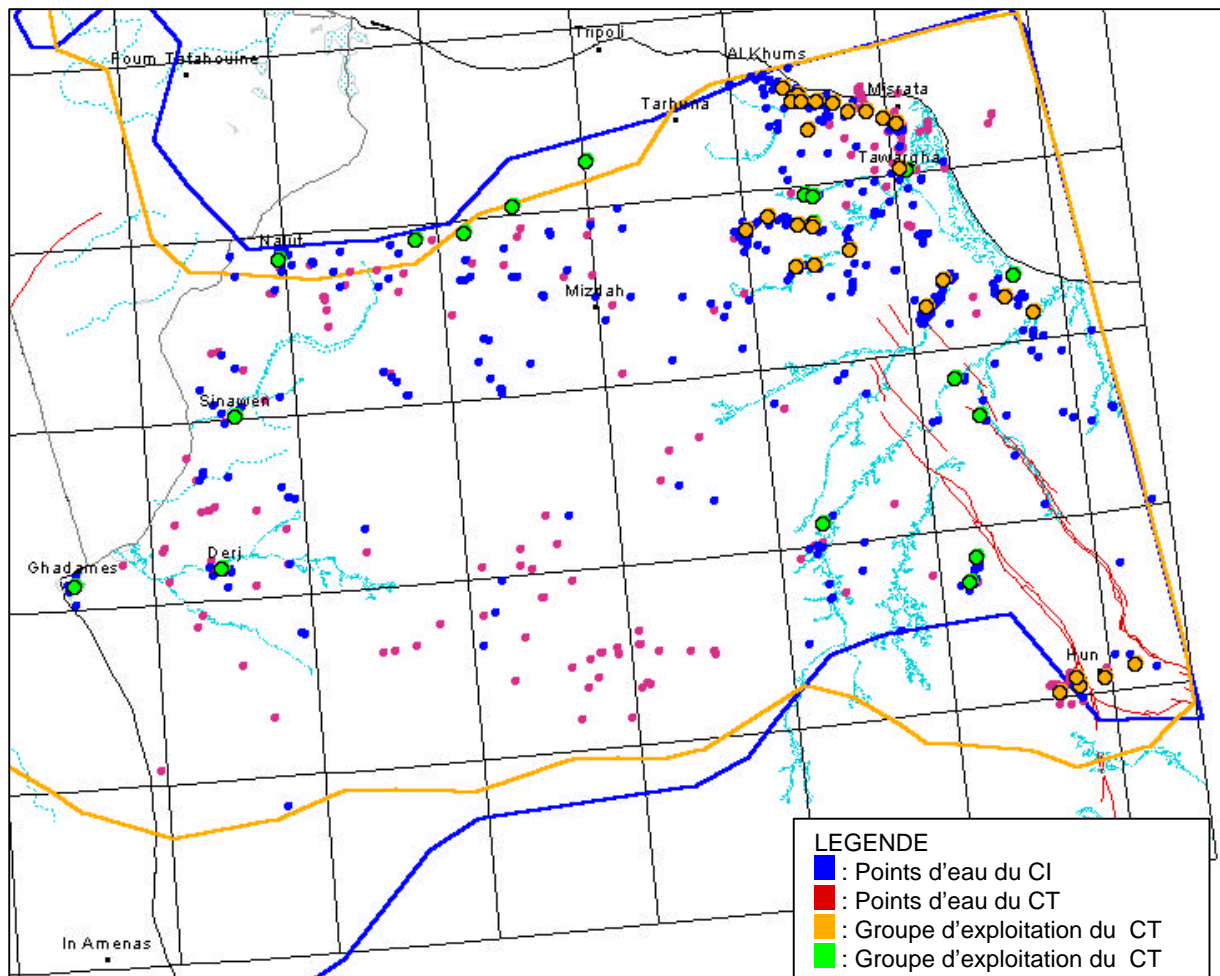 Tripoli
Foum Tatahouine
Al Khums
Misrata
Tarhuna
Tawargha
Nalut
Mizdah
Sinawen
Derj
Ghadames
Hun
In Amenas
LEGENDE
: Points d'eau du CI
: Points d'eau du CT
: Groupe d'exploitation du CT
: Groupe d'exploitation du CT